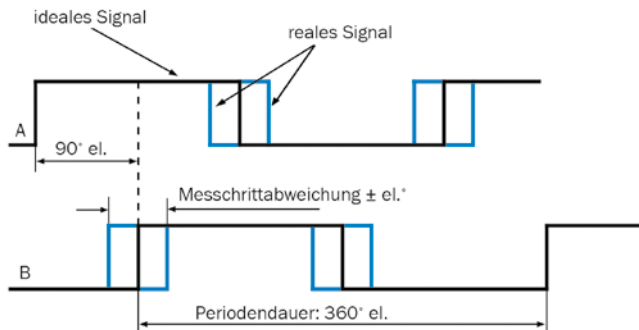 ideales Signal
reales Signal
A
90° el.
Messchrittabweichung ± el.°
B
Periodendauer: 360° el.